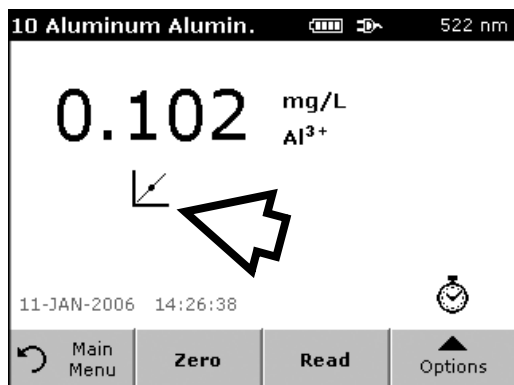 10 Aluminum Alumin. 522 nm
0.102 mg/L
Al³⁺
11-JAN-2006 14:26:38
Main Menu Zero Read Options